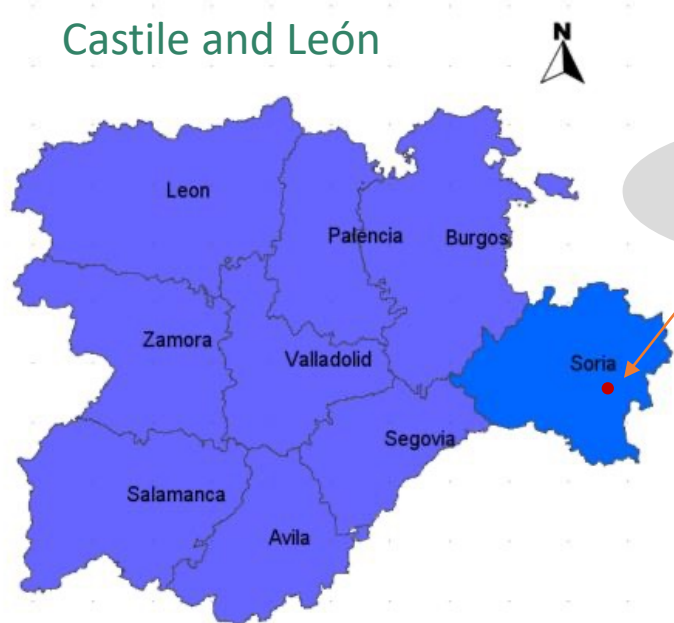 Castile and León
N
Leon
Palencia
Burgos
Zamora
Valladolid
Soria
Segovia
Salamanca
Avila